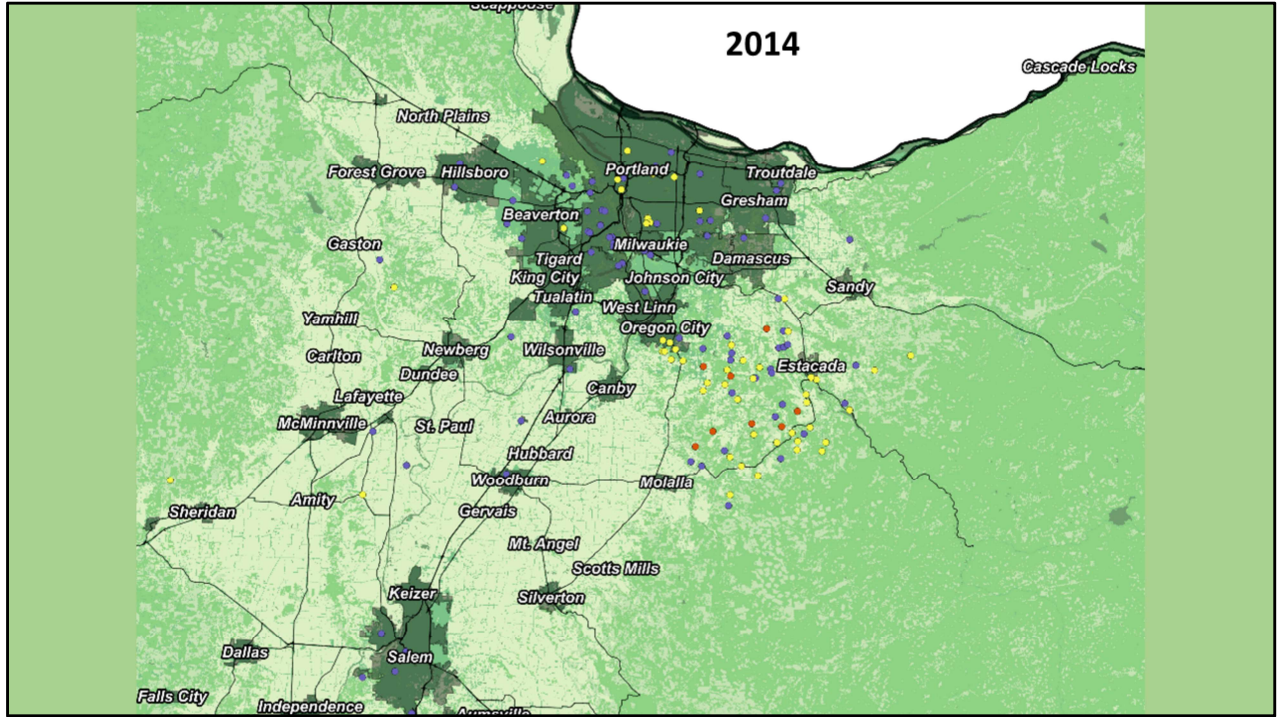 Scappoose
2014
Cascade Locks
North Plains
Forest Grove
Hillsboro
Portland
Troutdale
Gresham
Beaverton
Gaston
Milwaukie
Tigard
Damascus
King City
Johnson City
Tualatin
Sandy
West Linn
Yamhill
Oregon City
Carlton
Newberg
Wilsonville
Estacada
Dundee
Canby
Lafayette
McMinnville
St. Paul
Aurora
Hubbard
Woodburn
Molalla
Sheridan
Amity
Gervais
Mt. Angel
Scotts Mills
Keizer
Silverton
Dallas
Salem
Falls City
Independence
Aumsville